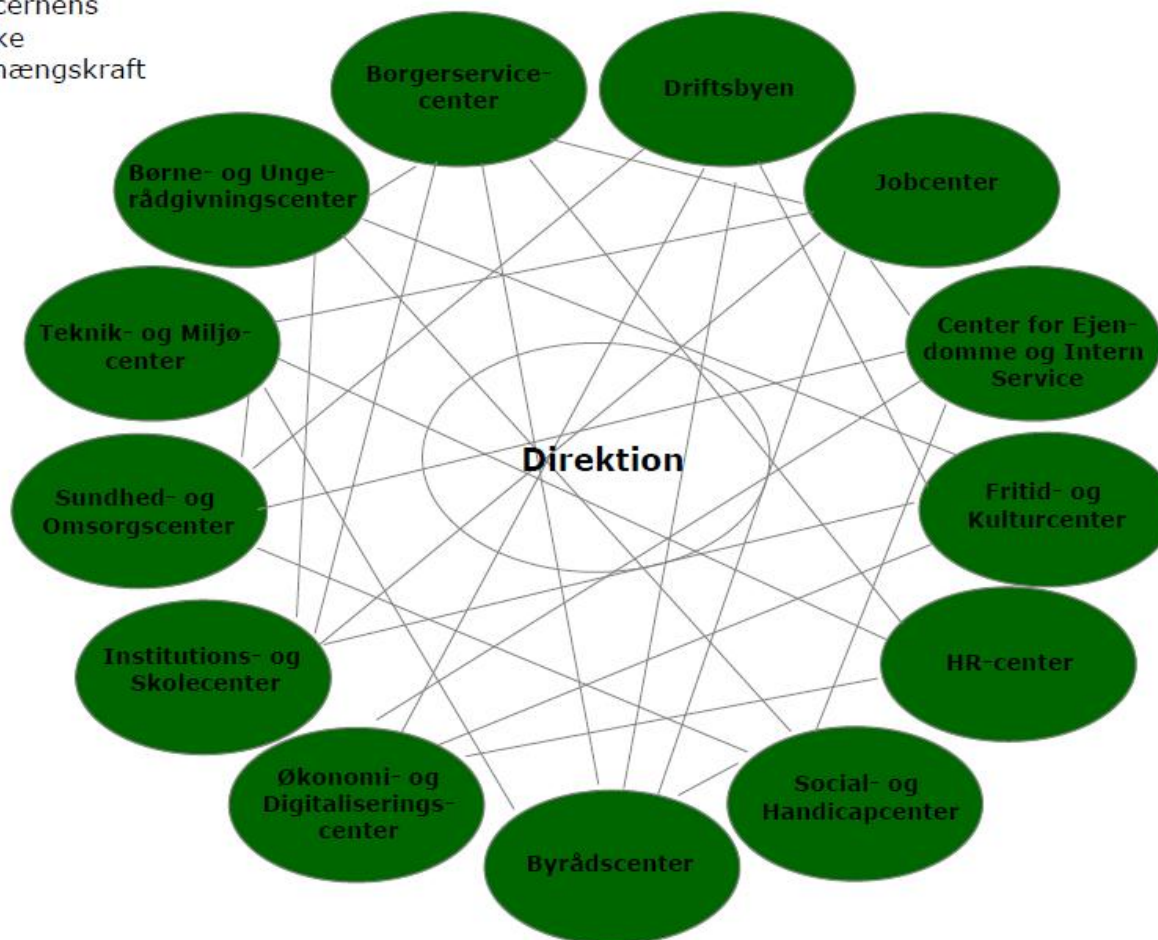 ke
Borgerservice-
center
Driftsbyen
Børne- og Unge-
rådgivningscenter
Jobcenter
Teknik- og Miljø-
center
Center for Ejen-
domme og Intern
Service
Direktion
Sundhed- og
Omsorgscenter
Fritid- og
Kulturcenter
Institutions- og
Skolecenter
HR-center
Økonomi- og
Digitaliserings-
center
Social- og
Handicapcenter
Byrådscenter